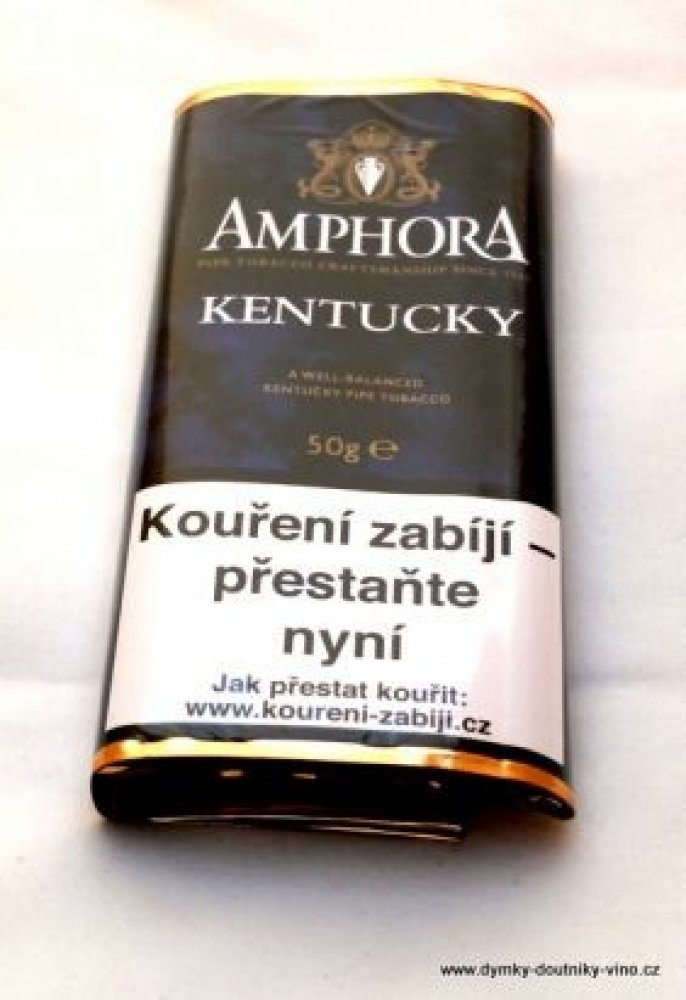 AMPHORA
PIPE TOBACCO CRAFTSMANSHIP SINCE
KENTUCKY
A WELL-BALANCED
KENTUCKY PIPE TOBACCO
50g ℮
Kouření zabíjí –
přestaňte
nyní
Jak přestat kouřit:
www.koureni-zabiji.cz
www.dymky-doutniky-vino.cz